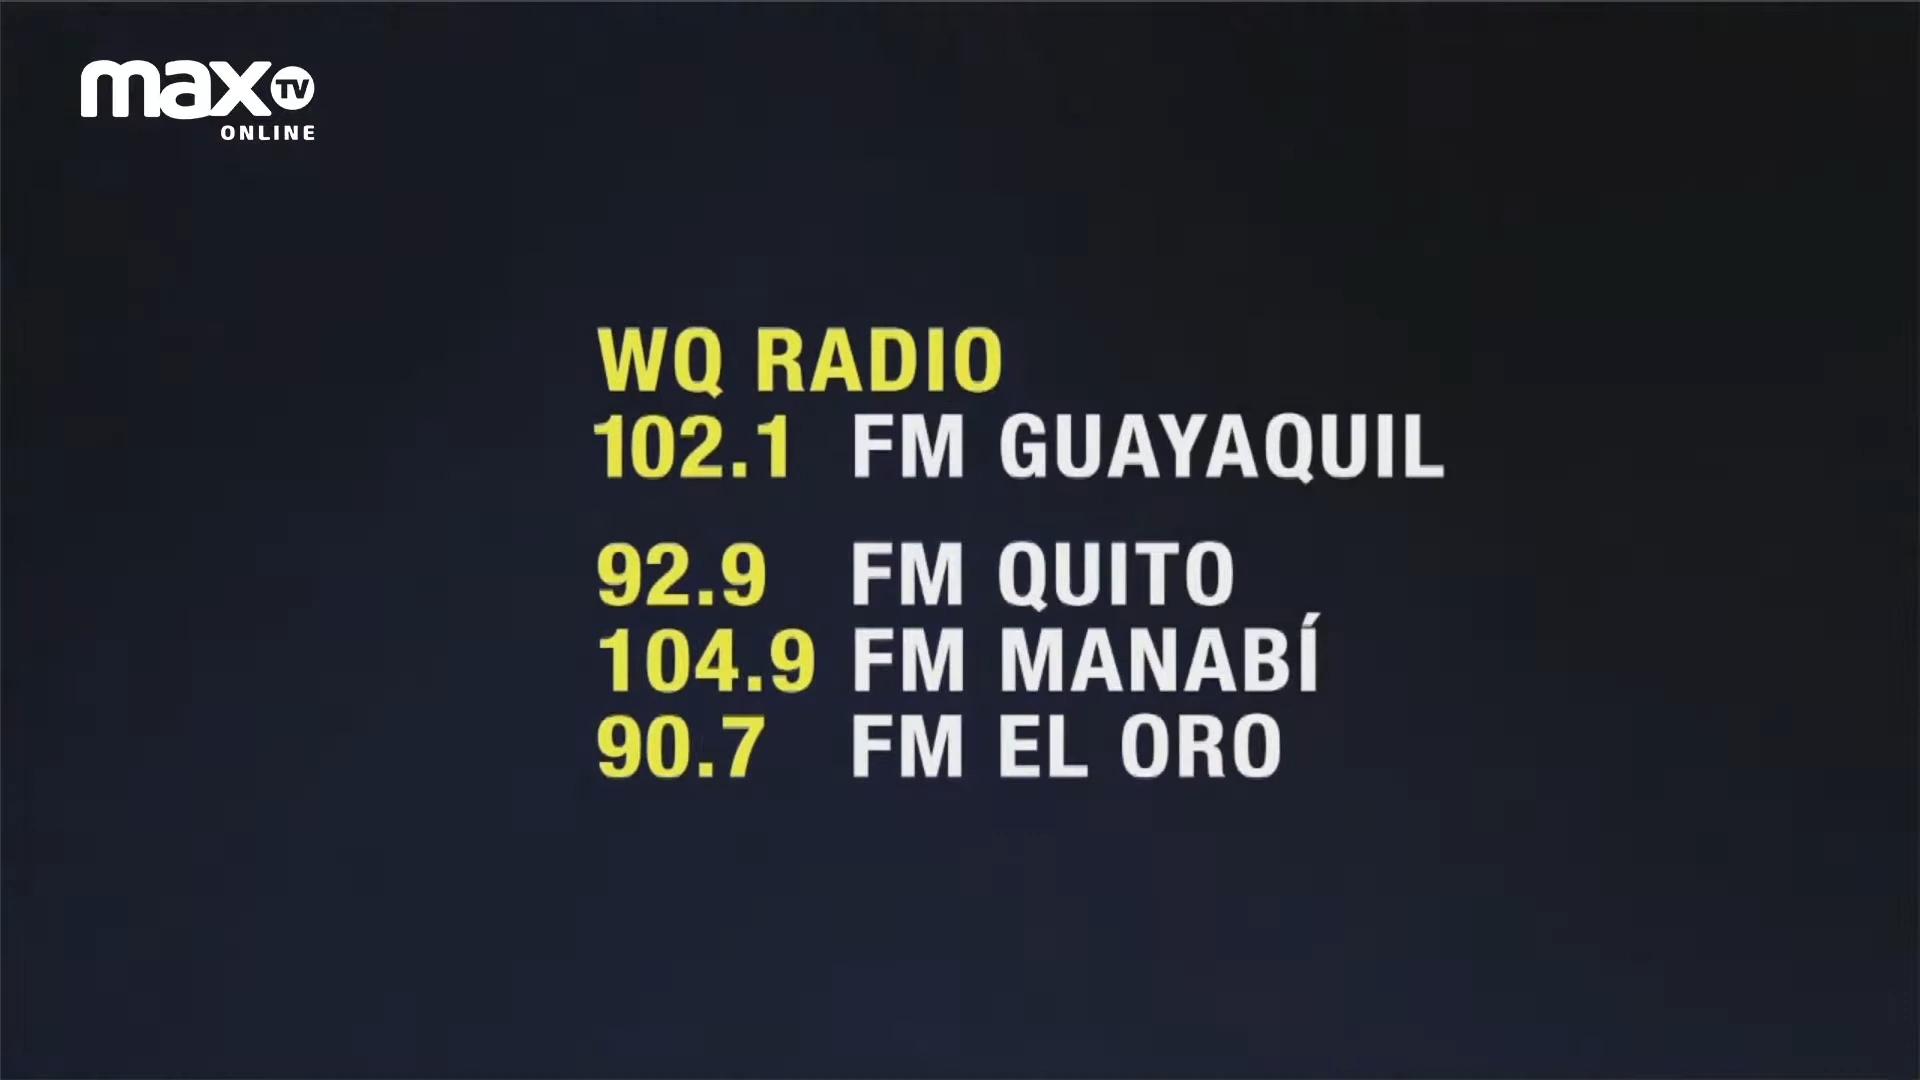 max TV
ONLINE
WQ RADIO
102.1 FM GUAYAQUIL
92.9 FM QUITO
104.9 FM MANABÍ
90.7 FM EL ORO